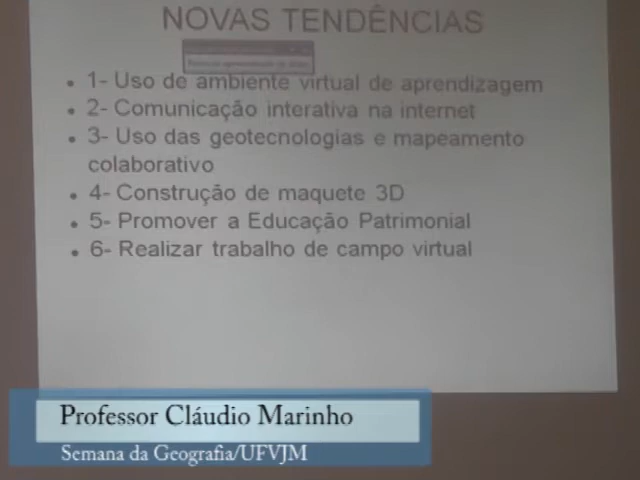 NOVAS TENDÊNCIAS
• 1- Uso de ambiente virtual de aprendizagem
• 2- Comunicação interativa na internet
• 3- Uso das geotecnologias e mapeamento
colaborativo
• 4- Construção de maquete 3D
• 5- Promover a Educação Patrimonial
• 6- Realizar trabalho de campo virtual
Professor Cláudio Marinho
Semana da Geografia/UFVJM